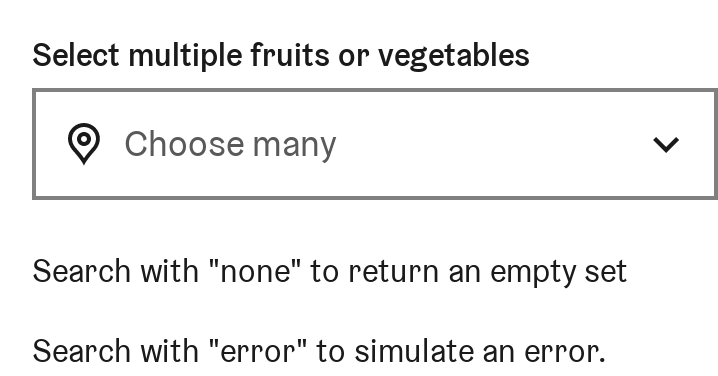 Select multiple fruits or vegetables
Choose many
Search with "none" to return an empty set
Search with "error" to simulate an error.